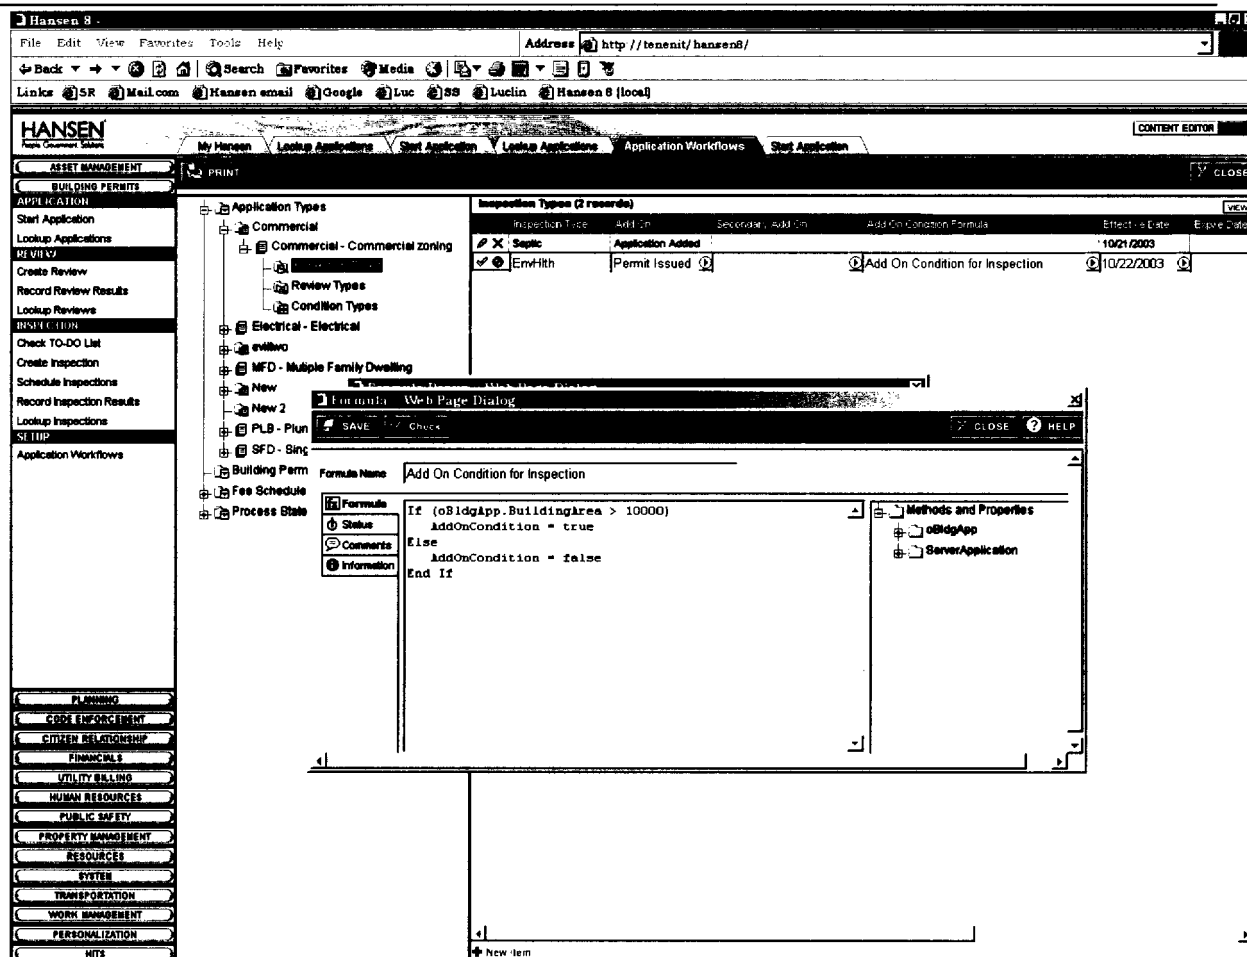 Hansen 8 -
File Edit View Favorites Tools Help
Address http://tenenit/hansen8/
Back Search Favorites Media
Links SR Mail.com Hansen email Google Luc SS Luclin Hansen 8 (local)
HANSEN
CONTENT EDITOR
My Hansen Lookup Applications Start Application Lookup Applications Application Workflows Start Application
PRINT CLOSE
ASSET MANAGEMENT
BUILDING PERMITS
APPLICATION
Start Application
Lookup Applications
REVIEW
Create Review
Record Review Results
Lookup Reviews
INSPECTION
Check TO-DO List
Create Inspection
Schedule Inspections
Record Inspection Results
Lookup Inspections
SETUP
Application Workflows
PLANNING
CODE ENFORCEMENT
CITIZEN RELATIONSHIP
FINANCIALS
UTILITY BILLING
HUMAN RESOURCES
PUBLIC SAFETY
PROPERTY MANAGEMENT
RESOURCES
SYSTEM
TRANSPORTATION
WORK MANAGEMENT
PERSONALIZATION
HITS
Application Types
Commercial
Commercial - Commercial zoning
Review Types
Condition Types
Electrical - Electrical
MFD - Mutiple Family Dwelling
New
New 2
PLB - Plun
SFD - Sing
Building Perm
Fee Schedule
Process State
Inspection Types (2 records)
VIEW
Inspection Type Add On Secondary Add On Add On Condition Formula Effective Date Expire Date
Septic Application Added 10/21/2003
EnvHlth Permit Issued Add On Condition for Inspection 10/22/2003
Web Page Dialog
Formula Web Page Dialog
SAVE Check CLOSE HELP
Formula Name Add On Condition for Inspection
Formula
Status
Comments
Information
If (oBldgApp.BuildingArea > 10000)
AddOnCondition = true
Else
AddOnCondition = false
End If
Methods and Properties
oBldgApp
ServerApplication
New Item